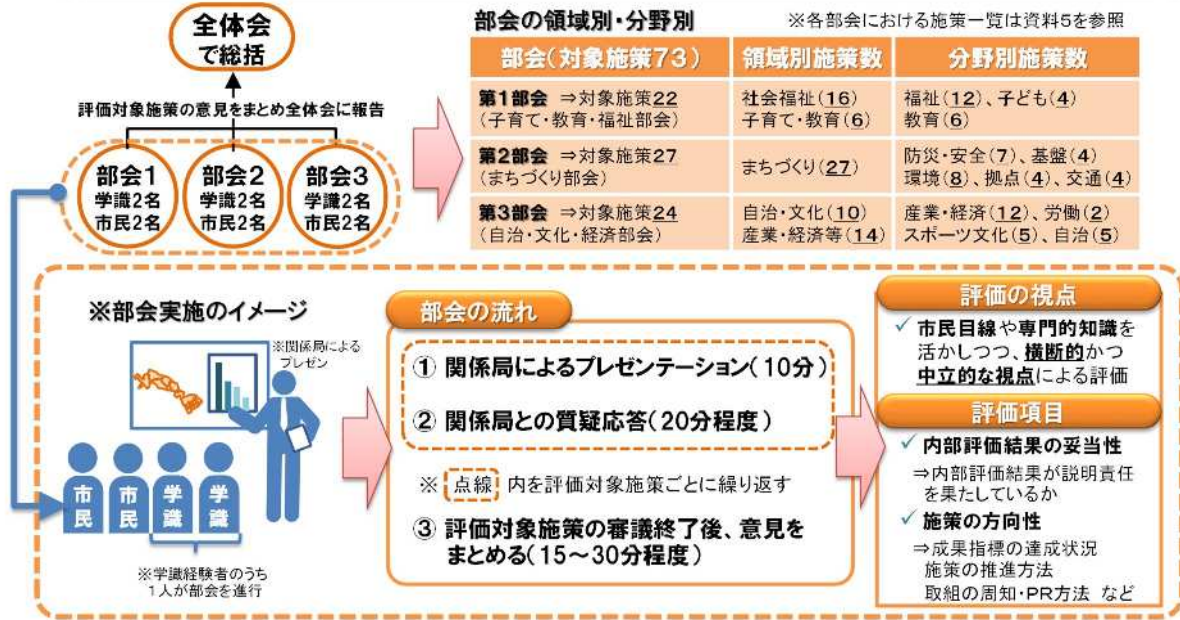 全体会
で総括
評価対象施策の意見をまとめ全体会に報告
部会1
学識2名
市民2名
部会2
学識2名
市民2名
部会3
学識2名
市民2名
部会の領域別・分野別
※各部会における施策一覧は資料5を参照
部会(対象施策73)
領域別施策数
分野別施策数
第1部会 ⇒対象施策22
(子育て・教育・福祉部会)
社会福祉(16)
子育て・教育(6)
福祉(12)、子ども(4)
教育(6)
第2部会 ⇒対象施策27
(まちづくり部会)
まちづくり(27)
防災・安全(7)、基盤(4)
環境(8)、拠点(4)、交通(4)
第3部会 ⇒対象施策24
(自治・文化・経済部会)
自治・文化(10)
産業・経済等(14)
産業・経済(12)、労働(2)
スポーツ文化(5)、自治(5)
※部会実施のイメージ
※関係局による
プレゼン
市民
市民
学識
学識
※学識経験者のうち
1人が部会を進行
部会の流れ
① 関係局によるプレゼンテーション(10分)
② 関係局との質疑応答(20分程度)
※ 点線 内を評価対象施策ごとに繰り返す
③ 評価対象施策の審議終了後、意見を
まとめる(15~30分程度)
評価の視点
✓ 市民目線や専門的知識を
活かしつつ、横断的かつ
中立的な視点による評価
評価項目
✓ 内部評価結果の妥当性
⇒内部評価結果が説明責任
を果たしているか
✓ 施策の方向性
⇒成果指標の達成状況
施策の推進方法
取組の周知・PR方法 など